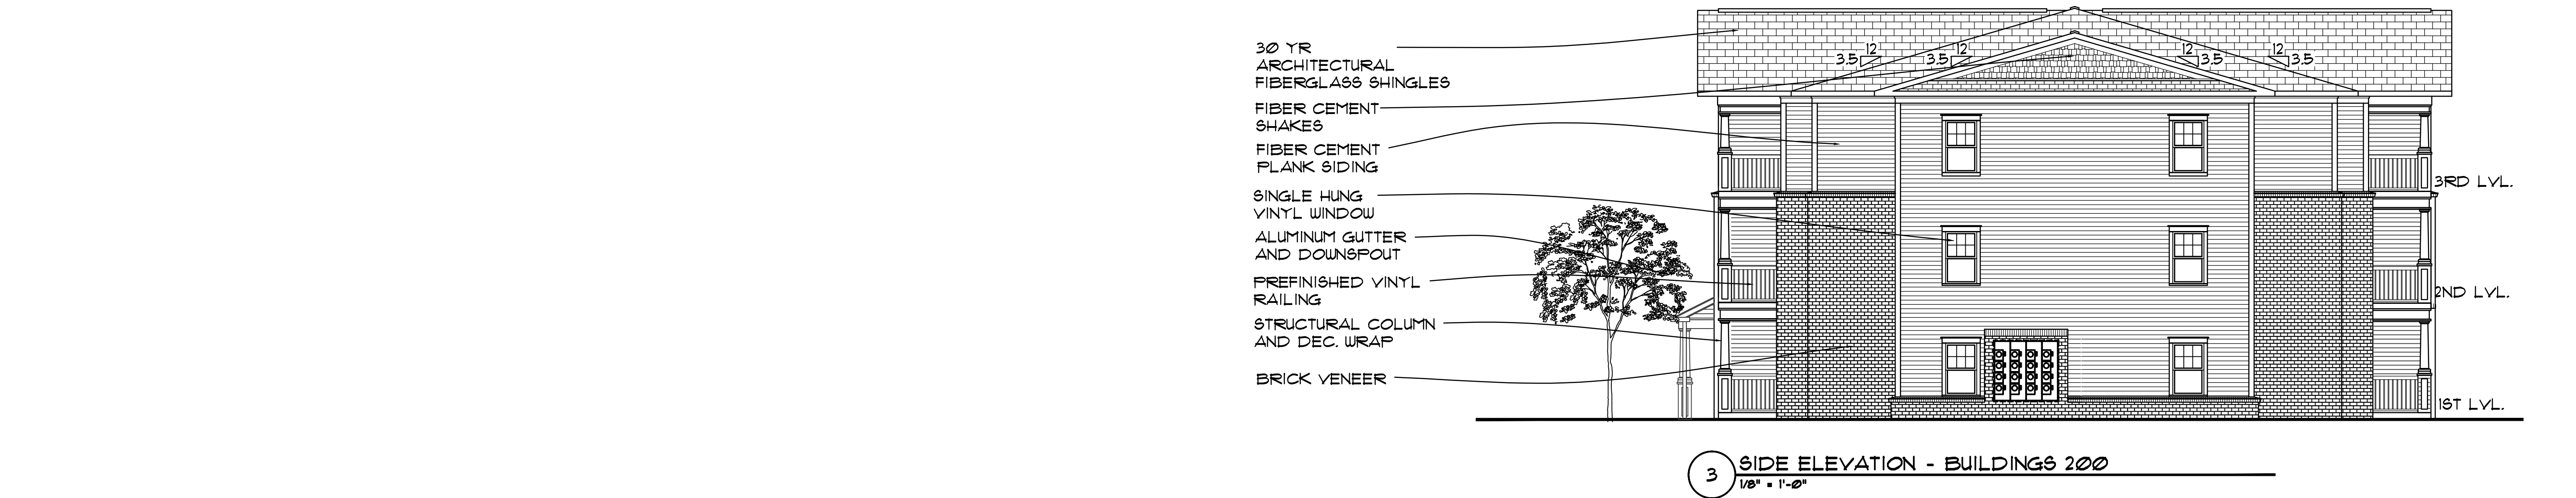 30 YR
ARCHITECTURAL
FIBERGLASS SHINGLES
FIBER CEMENT
SHAKES
FIBER CEMENT
PLANK SIDING
SINGLE HUNG
VINYL WINDOW
ALUMINUM GUTTER
AND DOWNSPOUT
PREFINISHED VINYL
RAILING
STRUCTURAL COLUMN
AND DEC. WRAP
BRICK VENEER
12
3.5
12
3.5
12
3.5
12
3.5
3RD LVL.
2ND LVL.
1ST LVL.
3
SIDE ELEVATION - BUILDINGS 200
1/8" = 1'-0"